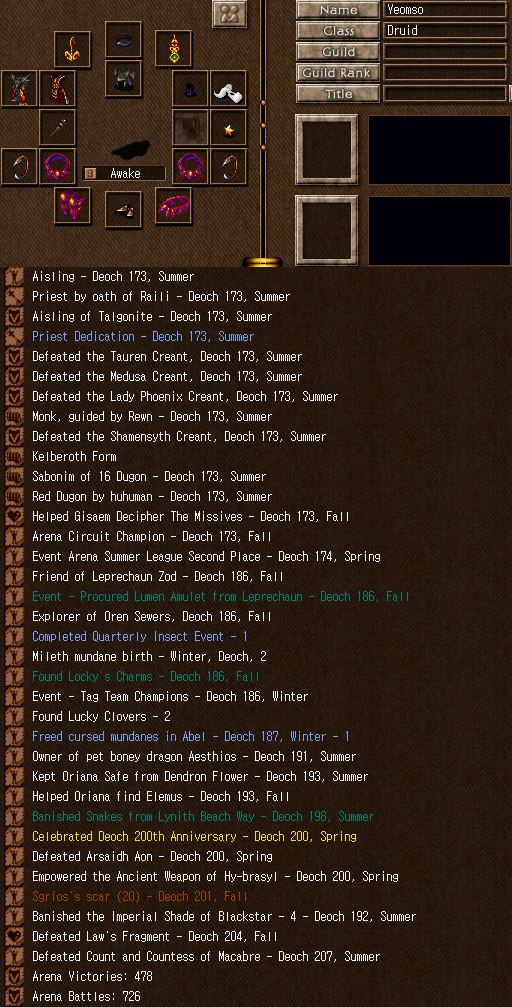 Name
Yeomso
Class
Druid
Guild
Guild Rank
Title
Awake
Aisling - Deoch 173, Summer
Priest by oath of Raili - Deoch 173, Summer
Aisling of Talgonite - Deoch 173, Summer
Priest Dedication - Deoch 173, Summer
Defeated the Tauren Creant, Deoch 173, Summer
Defeated the Medusa Creant, Deoch 173, Summer
Defeated the Lady Phoenix Creant, Deoch 173, Summer
Monk, guided by Rewn - Deoch 173, Summer
Defeated the Shamensyth Creant, Deoch 173, Summer
Kelberoth Form
Sabonim of 16 Dugon - Deoch 173, Summer
Red Dugon by huhuman - Deoch 173, Summer
Helped Gisaem Decipher The Missives - Deoch 173, Fall
Arena Circuit Champion - Deoch 173, Fall
Event Arena Summer League Second Place - Deoch 174, Spring
Friend of Leprechaun Zod - Deoch 186, Fall
Event - Procured Lumen Amulet from Leprechaun - Deoch 186, Fall
Explorer of Oren Sewers, Deoch 186, Fall
Completed Quarterly Insect Event - 1
Mileth mundane birth - Winter, Deoch, 2
Found Locky's Charms - Deoch 186, Fall
Event - Tag Team Champions - Deoch 186, Winter
Found Lucky Clovers - 2
Freed cursed mundanes in Abel - Deoch 187, Winter - 1
Owner of pet boney dragon Aesthios - Deoch 191, Summer
Kept Oriana Safe from Dendron Flower - Deoch 193, Summer
Helped Oriana find Elemus - Deoch 193, Fall
Banished Snakes from Lynith Beach Way - Deoch 198, Summer
Celebrated Deoch 200th Anniversary - Deoch 200, Spring
Defeated Arsaidh Aon - Deoch 200, Spring
Empowered the Ancient Weapon of Hy-brasyl - Deoch 200, Spring
Sgrios's scar (20) - Deoch 201, Fall
Banished the Imperial Shade of Blackstar - 4 - Deoch 192, Summer
Defeated Law's Fragment - Deoch 204, Fall
Defeated Count and Countess of Macabre - Deoch 207, Summer
Arena Victories: 478
Arena Battles: 726